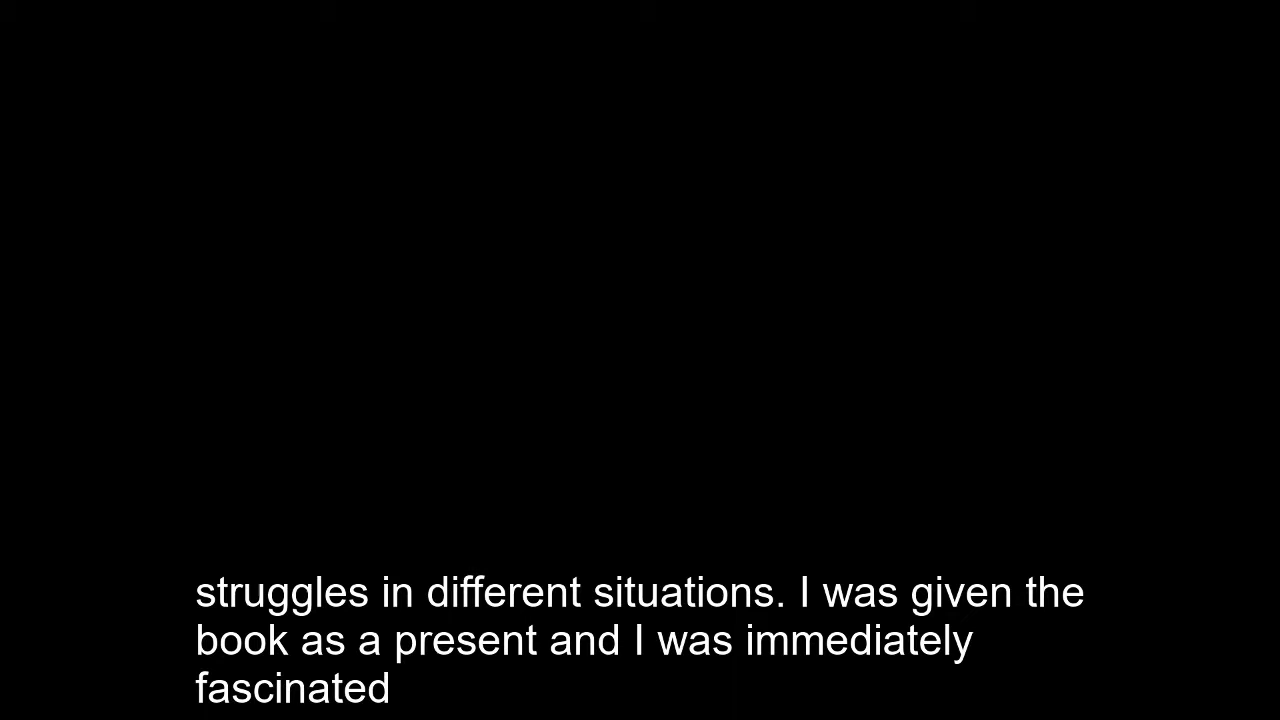 struggles in different situations. I was given the
book as a present and I was immediately
fascinated